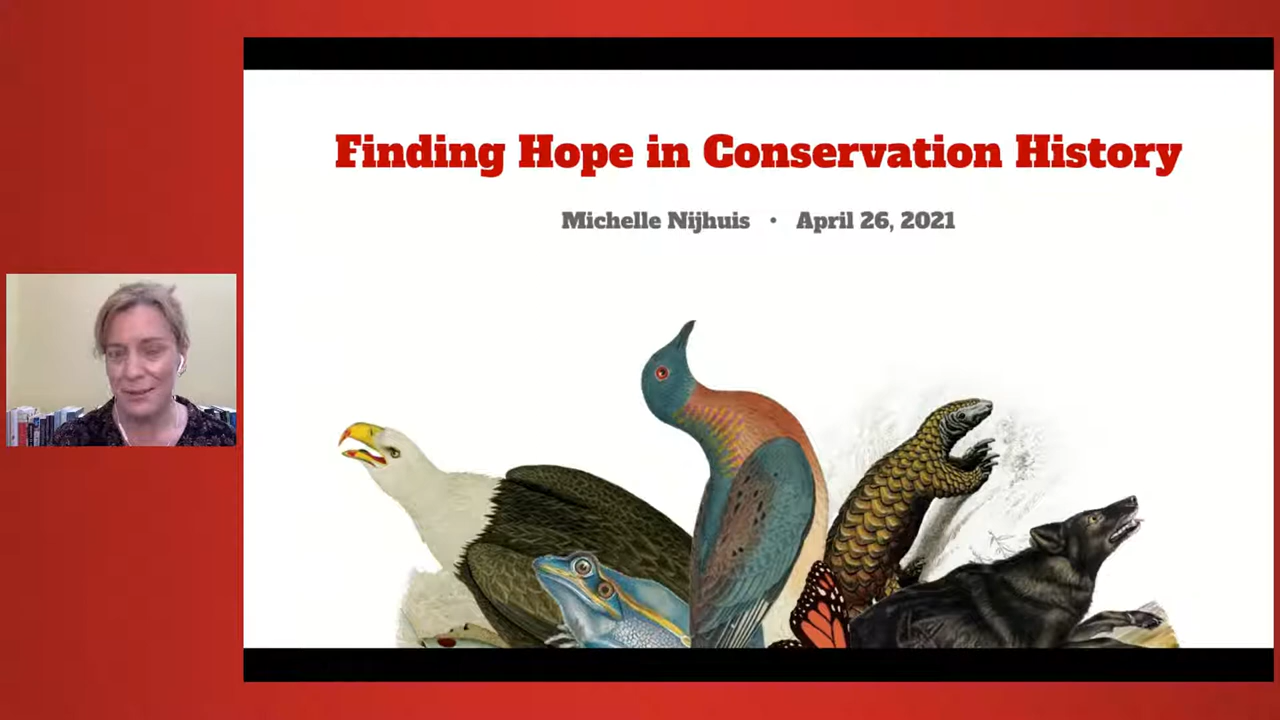 Finding Hope in Conservation History
Michelle Nijhuis • April 26, 2021